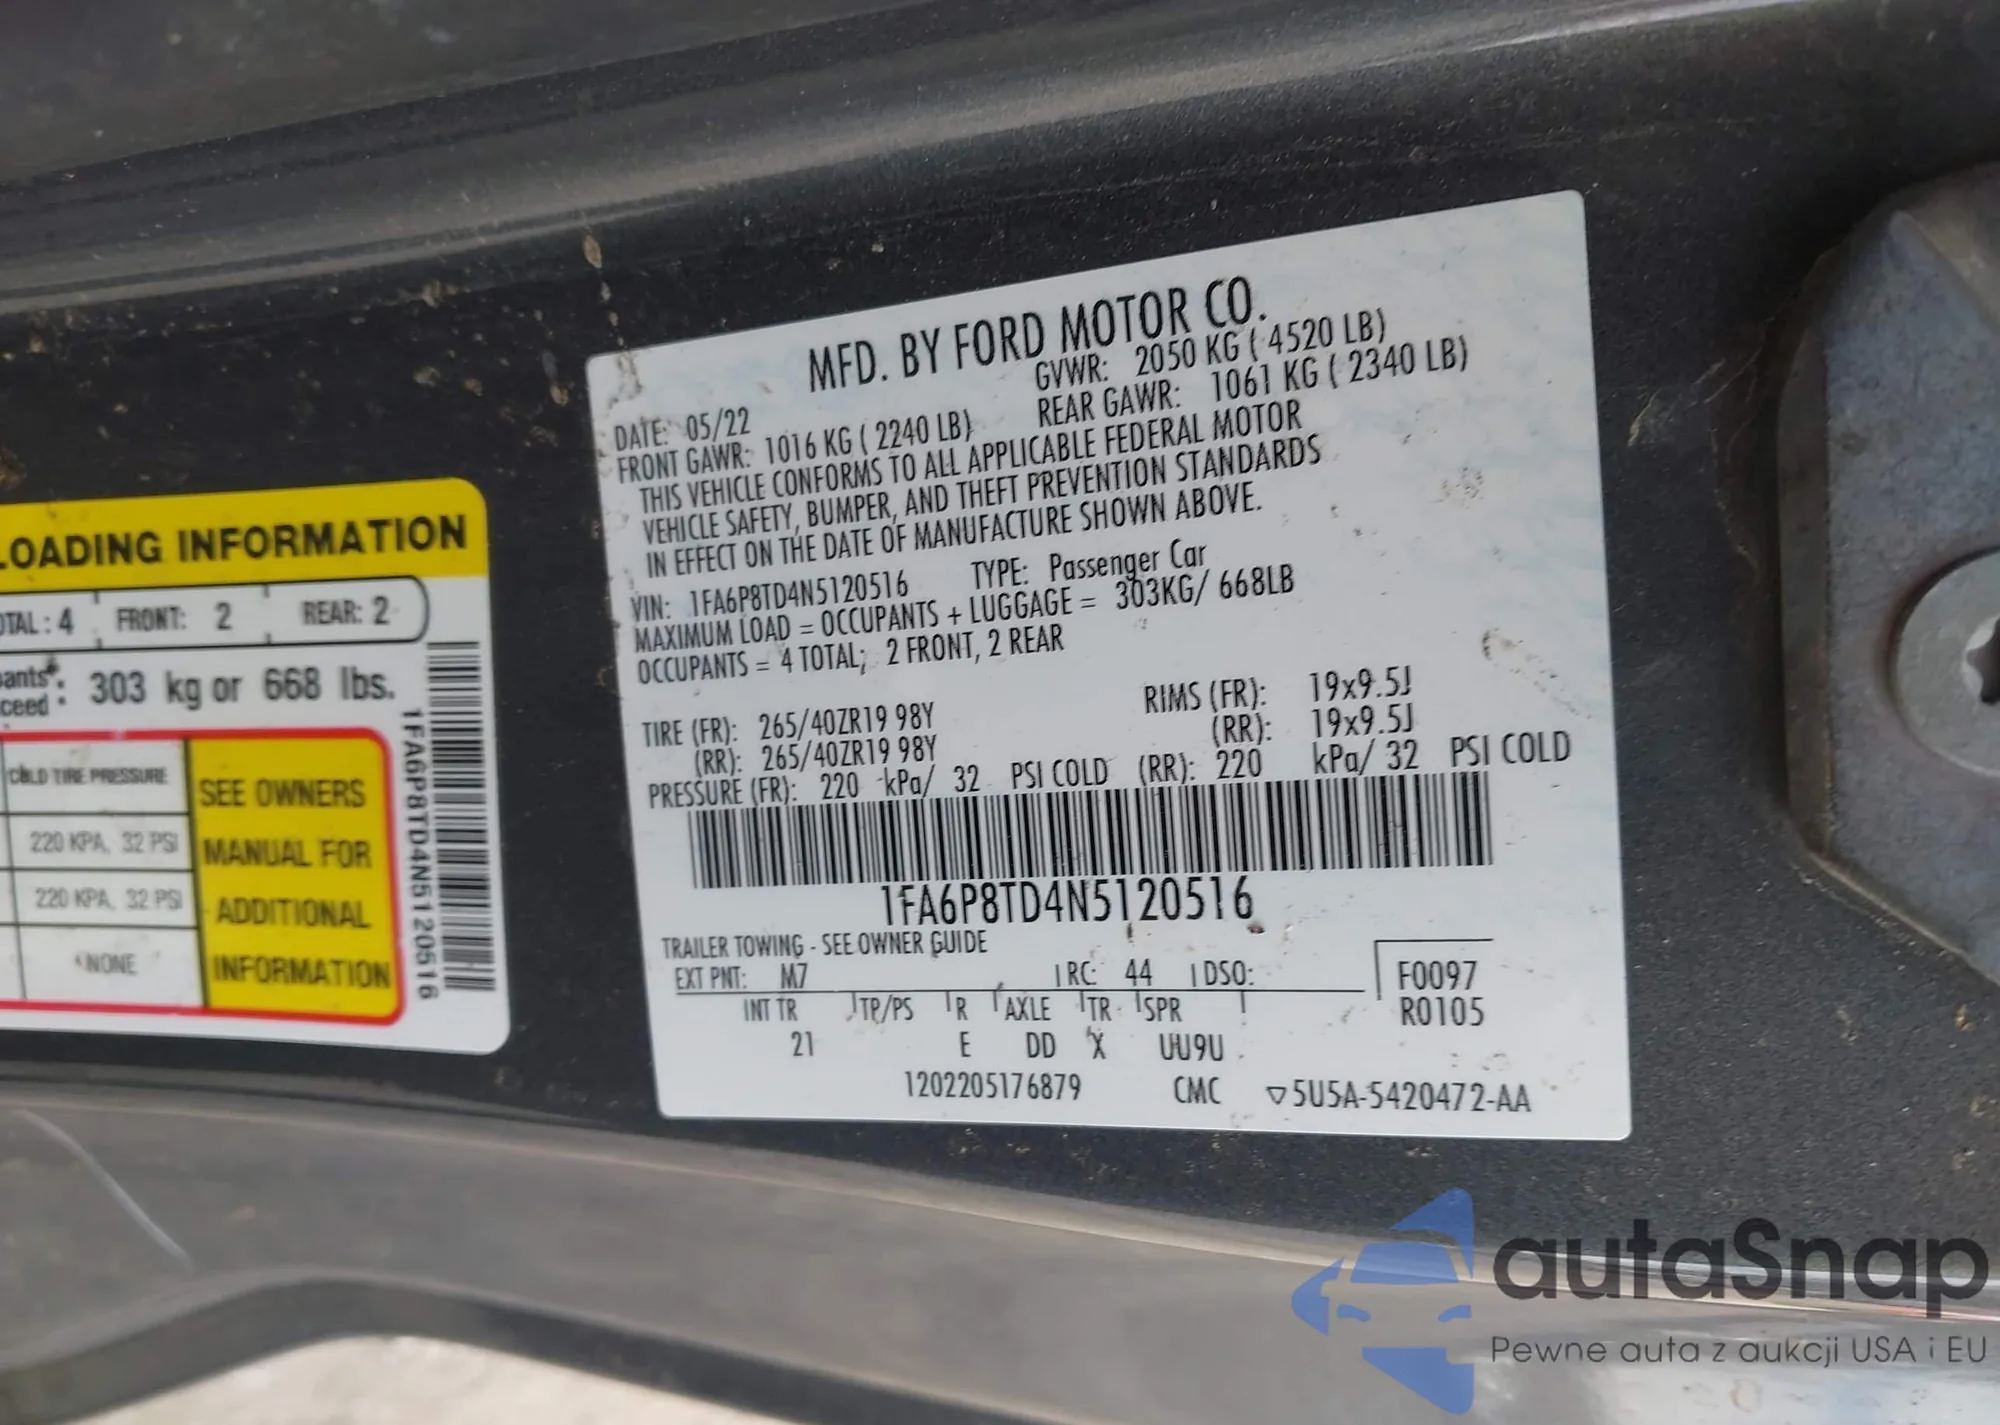 MFD. BY FORD MOTOR CO.
DATE: 05/22 GVWR: 2050 KG ( 4520 LB)
FRONT GAWR: 1016 KG ( 2240 LB) REAR GAWR: 1061 KG ( 2340 LB)
THIS VEHICLE CONFORMS TO ALL APPLICABLE FEDERAL MOTOR
VEHICLE SAFETY, BUMPER, AND THEFT PREVENTION STANDARDS
IN EFFECT ON THE DATE OF MANUFACTURE SHOWN ABOVE.
VIN: 1FA6P8TD4N5120516 TYPE: Passenger Car
MAXIMUM LOAD = OCCUPANTS + LUGGAGE = 303KG/ 668LB
OCCUPANTS = 4 TOTAL; 2 FRONT, 2 REAR
TIRE (FR): 265/40ZR19 98Y RIMS (FR): 19x9.5J
(RR): 265/40ZR19 98Y (RR): 19x9.5J
PRESSURE (FR): 220 kPa/ 32 PSI COLD (RR): 220 kPa/ 32 PSI COLD
1FA6P8TD4N5120516
TRAILER TOWING - SEE OWNER GUIDE
EXT PNT: M7 RC: 44 DSO: F0097
INT TR TP/PS R AXLE TR SPR R0105
21 E DD X UU9U
1202205176879 CMC ▽5U5A-5420472-AA
LOADING INFORMATION
OTAL : 4 FRONT: 2 REAR: 2
pants
ceed : 303 kg or 668 lbs.
COLD TIRE PRESSURE
220 KPA, 32 PSI
220 KPA, 32 PSI
NONE
SEE OWNERS
MANUAL FOR
ADDITIONAL
INFORMATION
1FA6P8TD4N5120516
autaSnap
Pewne auta z aukcji USA i EU